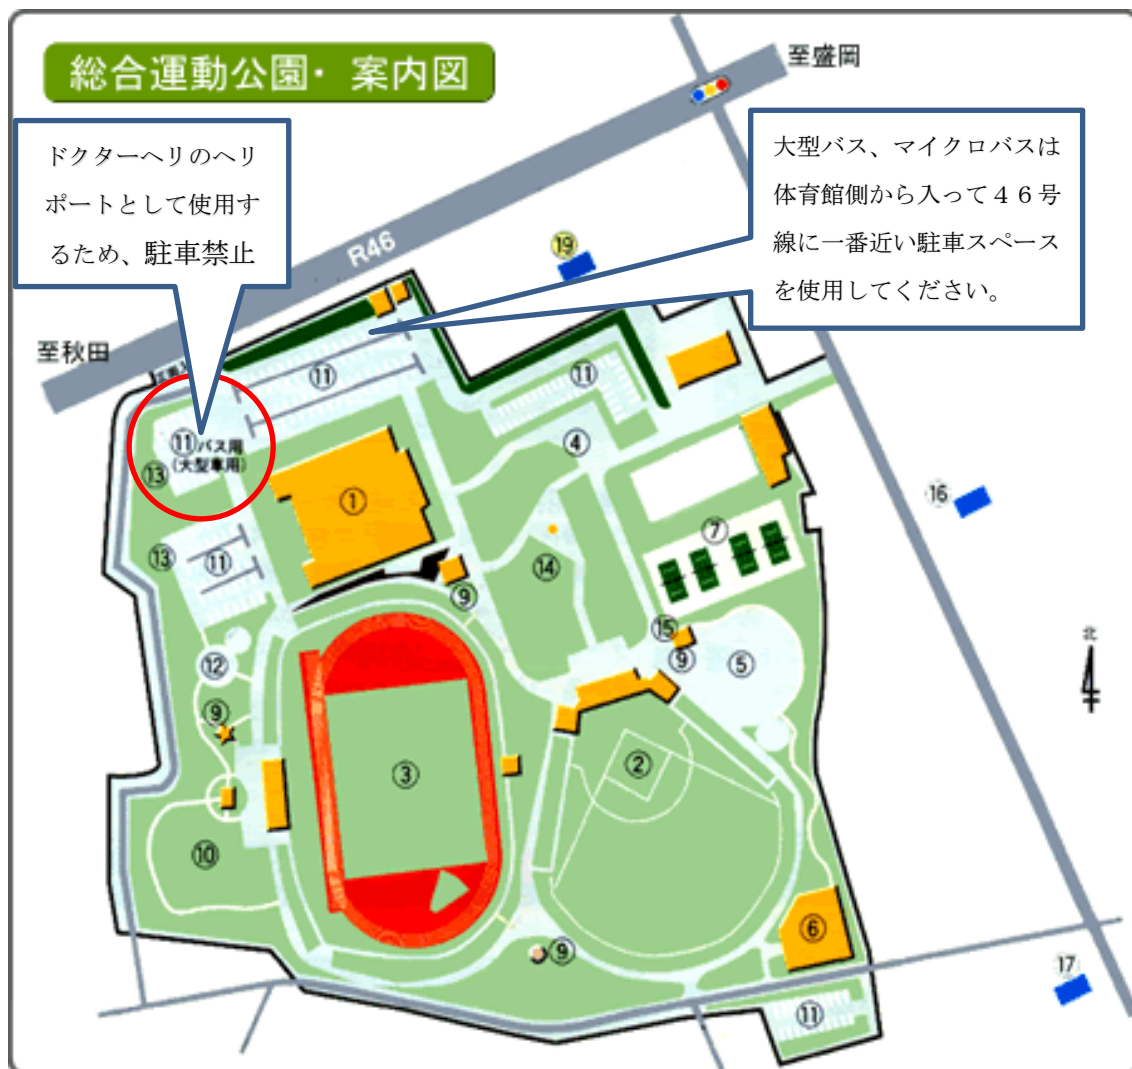 総合運動公園・案内図
至盛岡
ドクターヘリのヘリ
ポートとして使用す
るため、駐車禁止
大型バス、マイクロバスは
体育館側から入って４６号
線に一番近い駐車スペース
を使用してください。
R46
⑲
至秋田
⑪
⑪
⑪バス用
(大型車用)
④
⑬
①
⑯
⑬
⑪
⑦
⑨
⑭
⑮
⑨
⑤
北
⑫
⑨
③
②
⑩
⑥
⑨
⑰
⑪